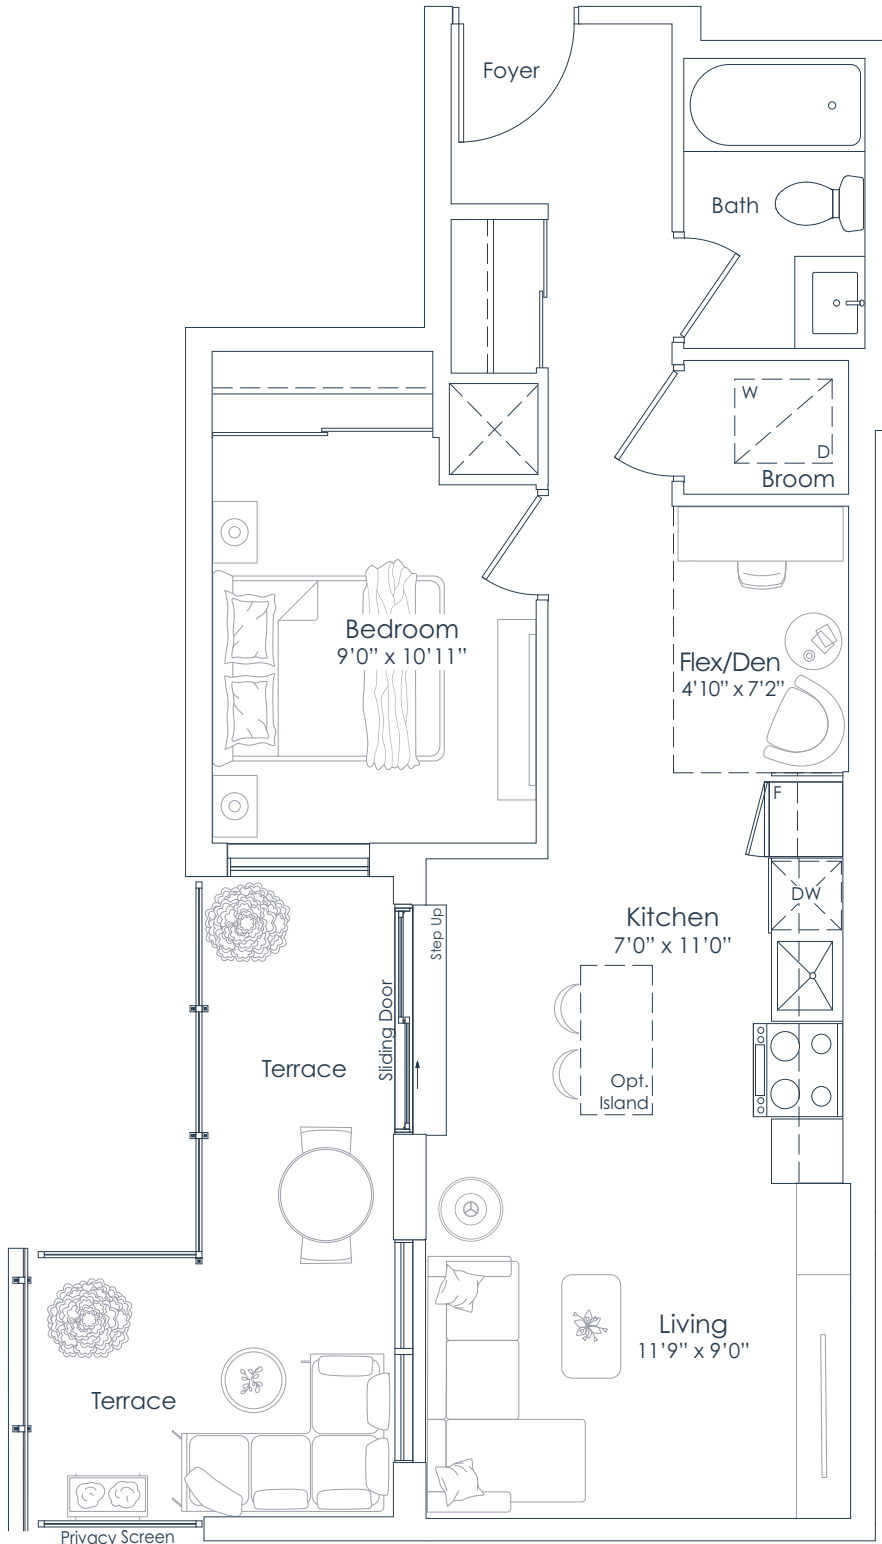 Foyer
Bath
W
D
Broom
Bedroom
9’0” x 10’11”
Flex/Den
4’10” x 7’2”
F
DW
Kitchen
7’0” x 11’0”
Step Up
Sliding Door
Terrace
Opt.
Island
Living
11’9” x 9’0”
Terrace
Privacy Screen